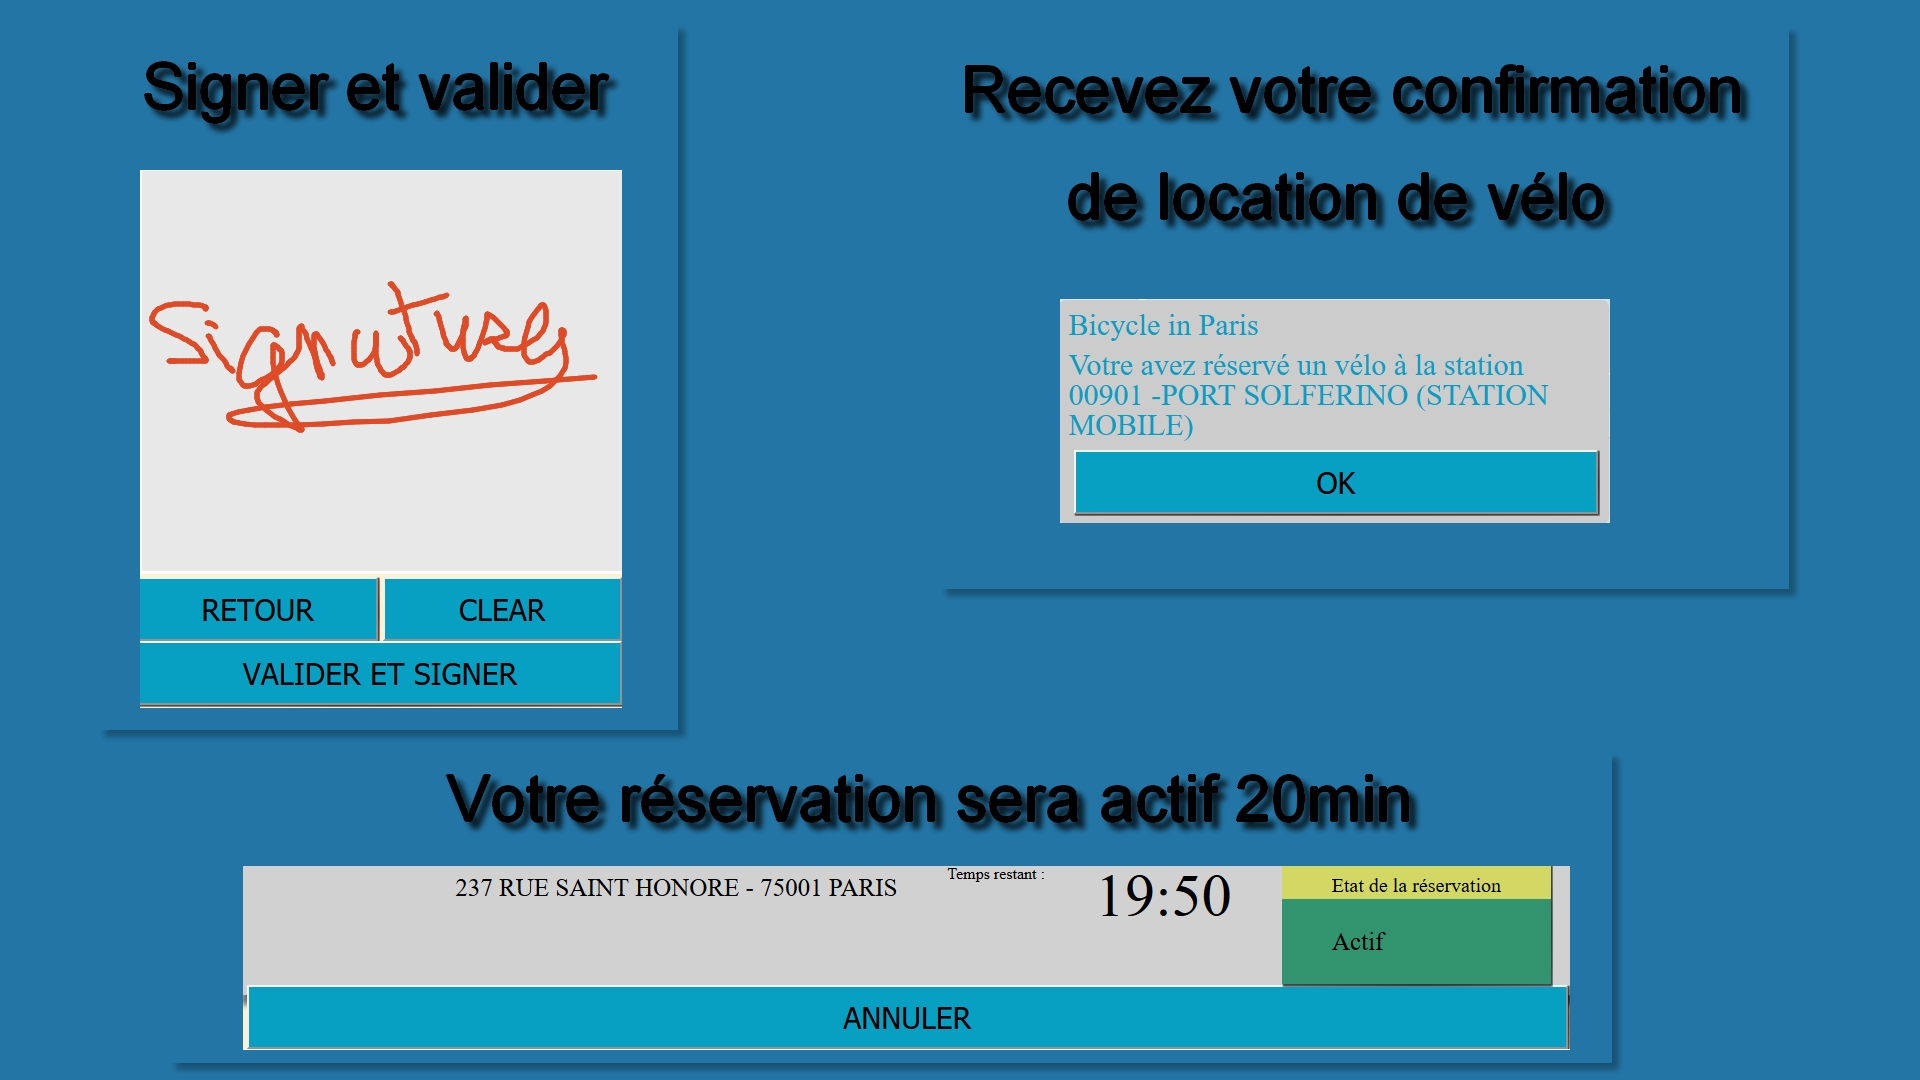 Signer et valider
Signatures
RETOUR
CLEAR
VALIDER ET SIGNER
Recevez votre confirmation
de location de vélo
Bicycle in Paris
Votre avez réservé un vélo à la station
00901 -PORT SOLFERINO (STATION
MOBILE)
OK
Votre réservation sera actif 20min
237 RUE SAINT HONORE - 75001 PARIS
Temps restant :
19:50
Etat de la réservation
Actif
ANNULER